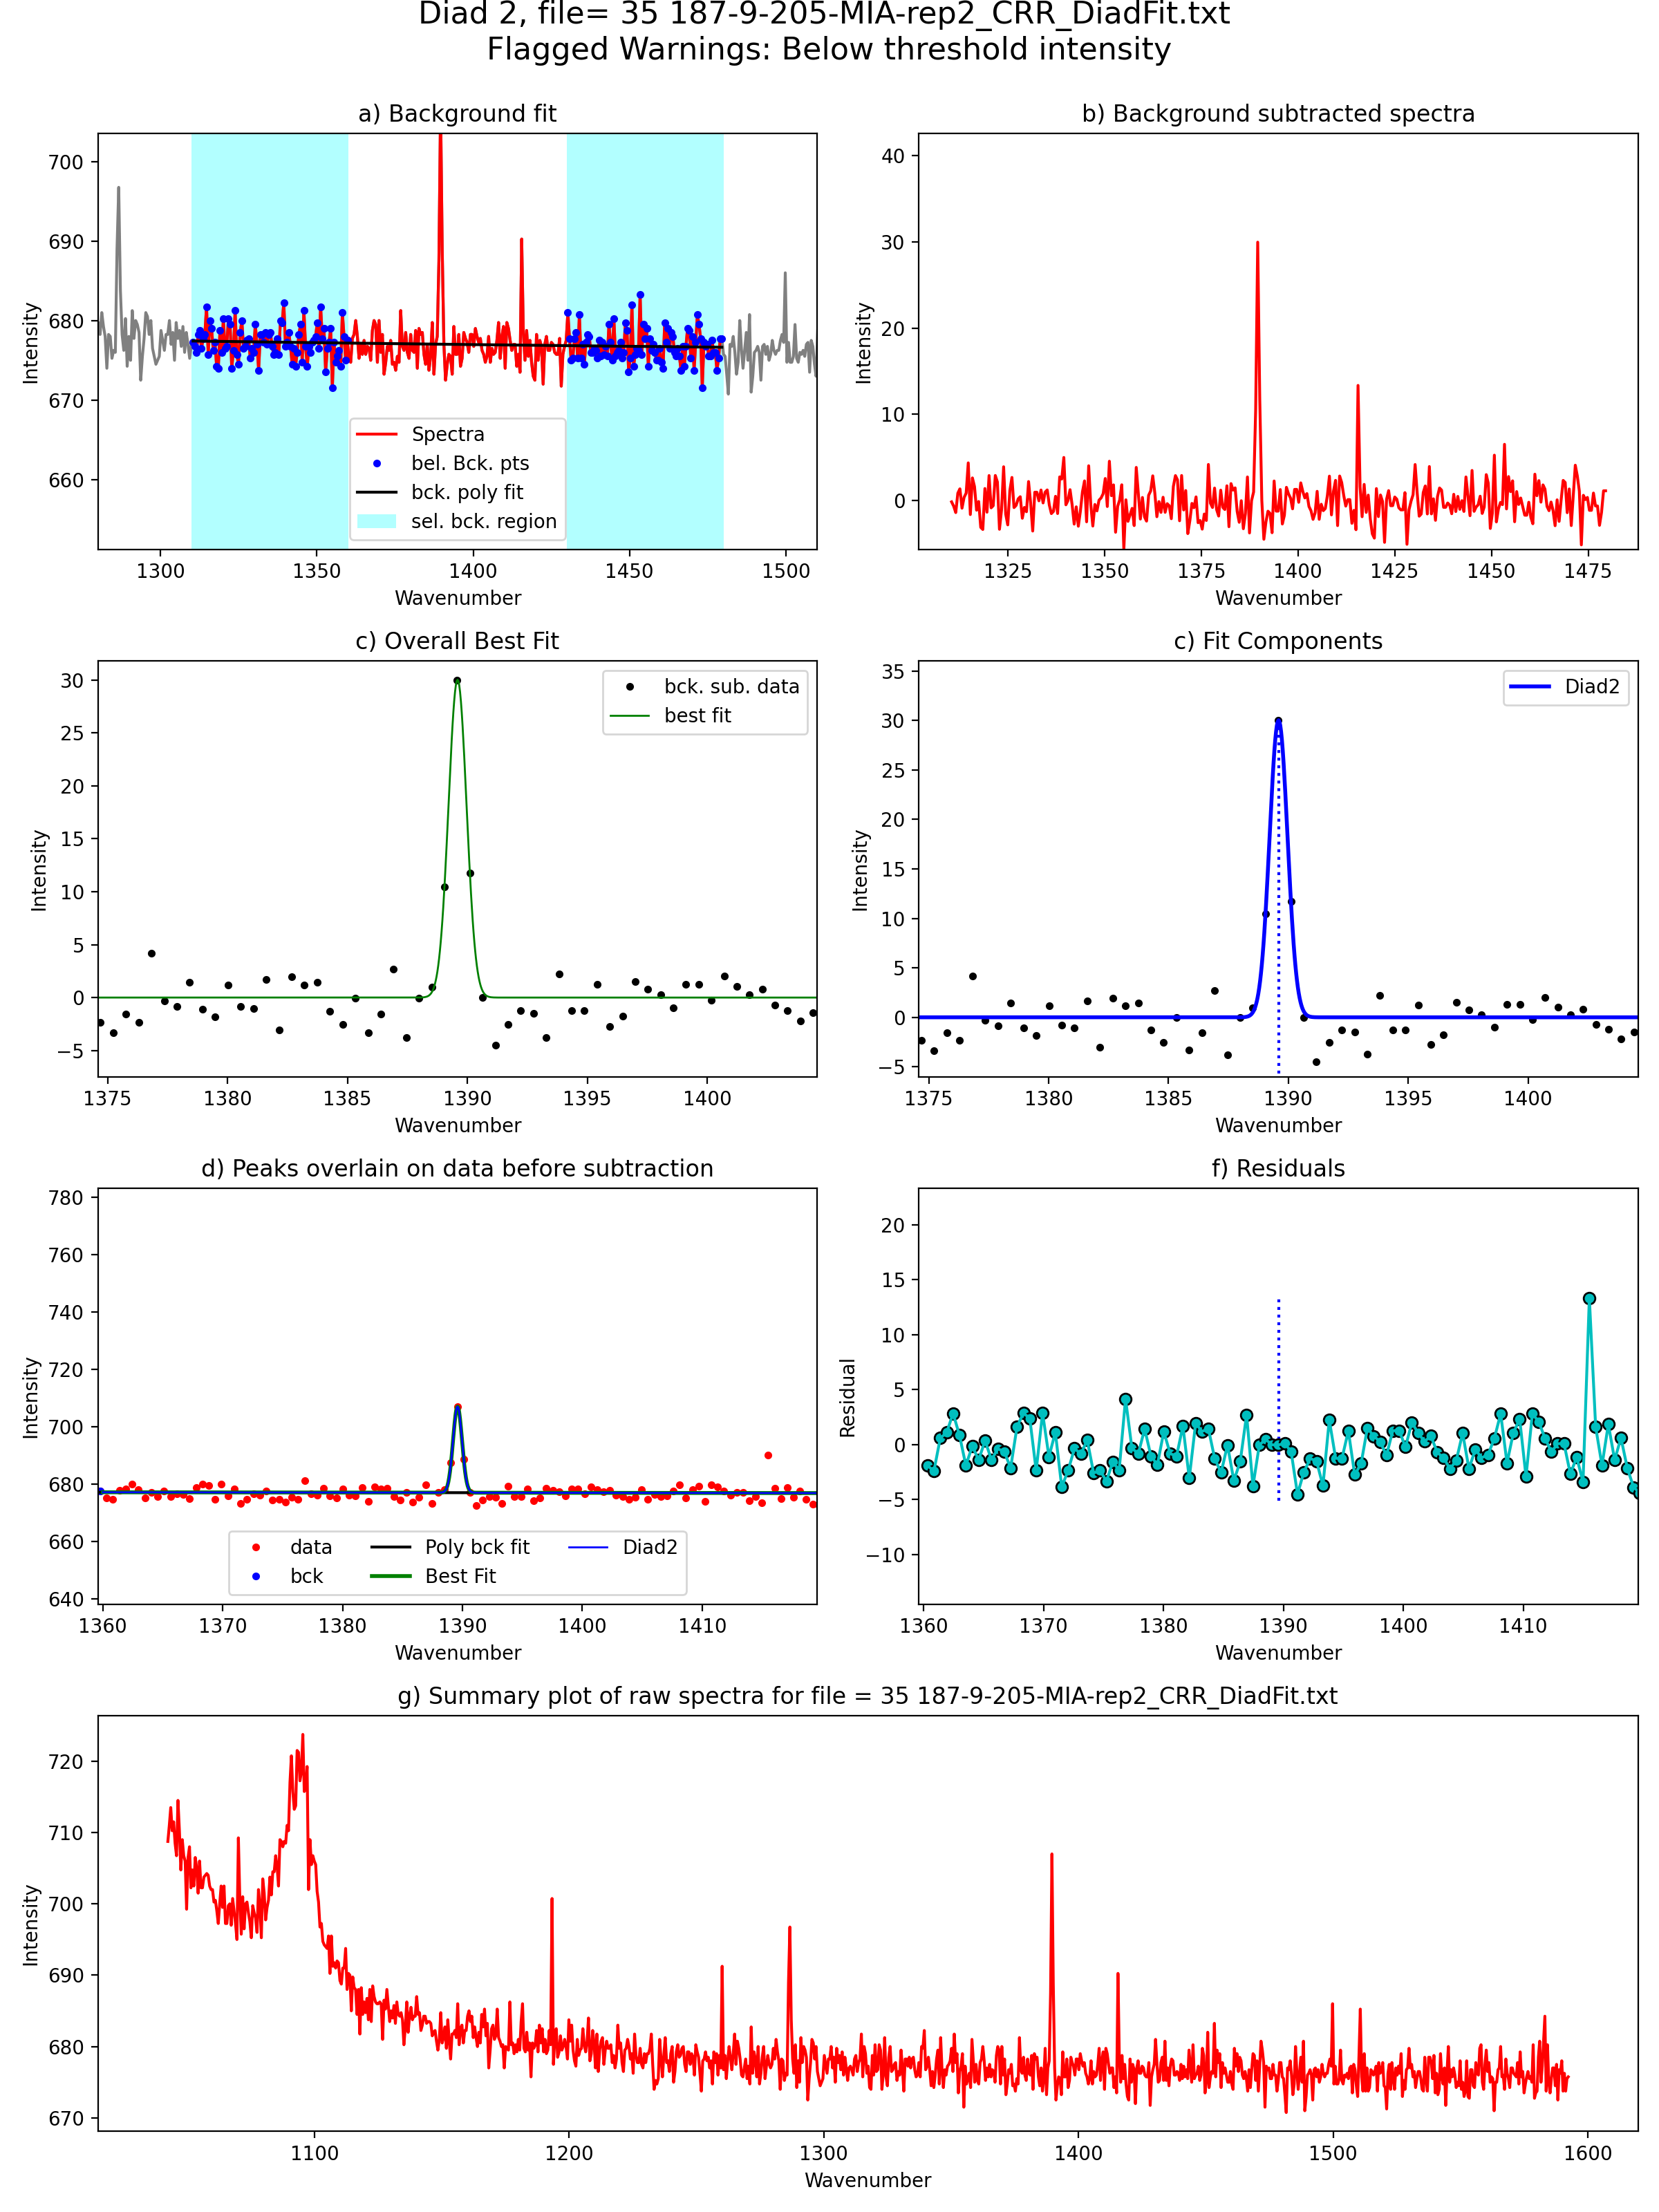 Diad 2, file= 35 187-9-205-MIA-rep2_CRR_DiadFit.txt
Flagged Warnings: Below threshold intensity
a) Background fit
Intensity
700
690
680
670
660
Spectra
bel. Bck. pts
bck. poly fit
sel. bck. region
1300 1350 1400 1450 1500
Wavenumber
b) Background subtracted spectra
Intensity
40
30
20
10
0
1325 1350 1375 1400 1425 1450 1475
Wavenumber
c) Overall Best Fit
Intensity
30
25
20
15
10
5
0
−5
bck. sub. data
best fit
1375 1380 1385 1390 1395 1400
Wavenumber
c) Fit Components
Intensity
35
30
25
20
15
10
5
0
−5
Diad2
1375 1380 1385 1390 1395 1400
Wavenumber
d) Peaks overlain on data before subtraction
Intensity
780
760
740
720
700
680
660
640
data
bck
Poly bck fit
Best Fit
Diad2
1360 1370 1380 1390 1400 1410
Wavenumber
f) Residuals
Residual
20
15
10
5
0
−5
−10
1360 1370 1380 1390 1400 1410
Wavenumber
g) Summary plot of raw spectra for file = 35 187-9-205-MIA-rep2_CRR_DiadFit.txt
Intensity
720
710
700
690
680
670
1100 1200 1300 1400 1500 1600
Wavenumber